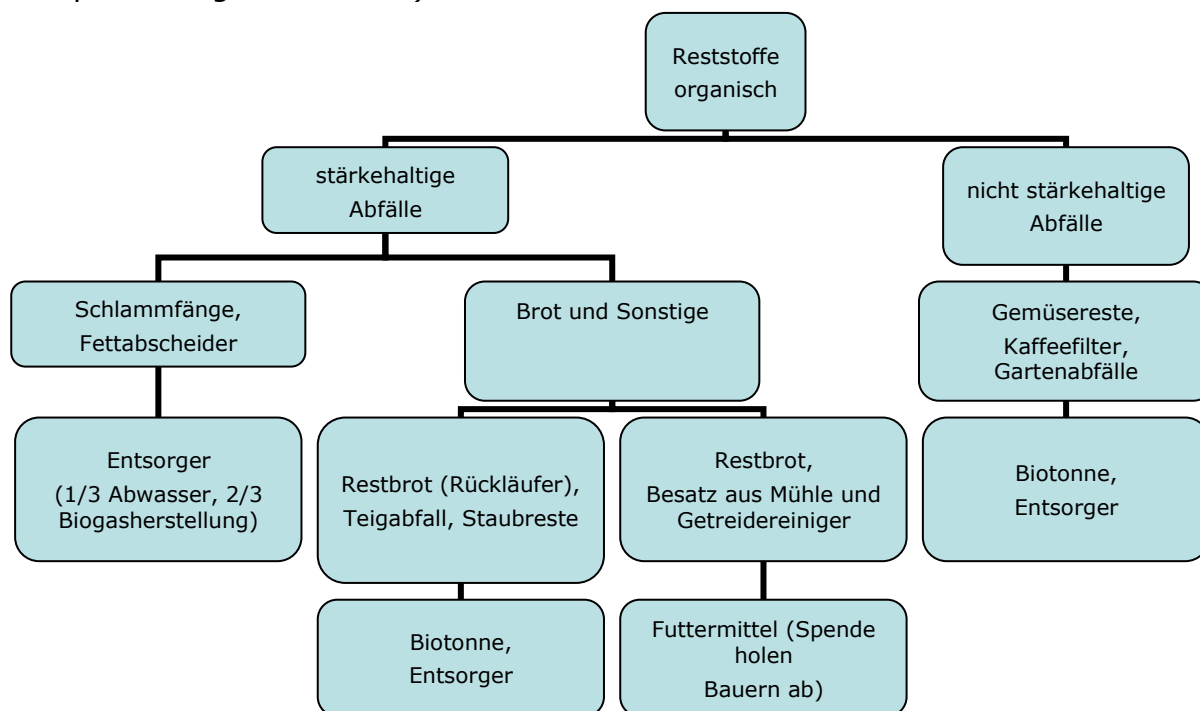 Reststoffe
organisch
stärkehaltige
Abfälle
nicht stärkehaltige
Abfälle
Schlammfänge,
Fettabscheider
Brot und Sonstige
Gemüsereste,
Kaffeefilter,
Gartenabfälle
Entsorger
(1/3 Abwasser, 2/3
Biogasherstellung)
Restbrot (Rückläufer),
Teigabfall, Staubreste
Restbrot,
Besatz aus Mühle und
Getreidereiniger
Biotonne,
Entsorger
Biotonne,
Entsorger
Futtermittel (Spende
holen
Bauern ab)